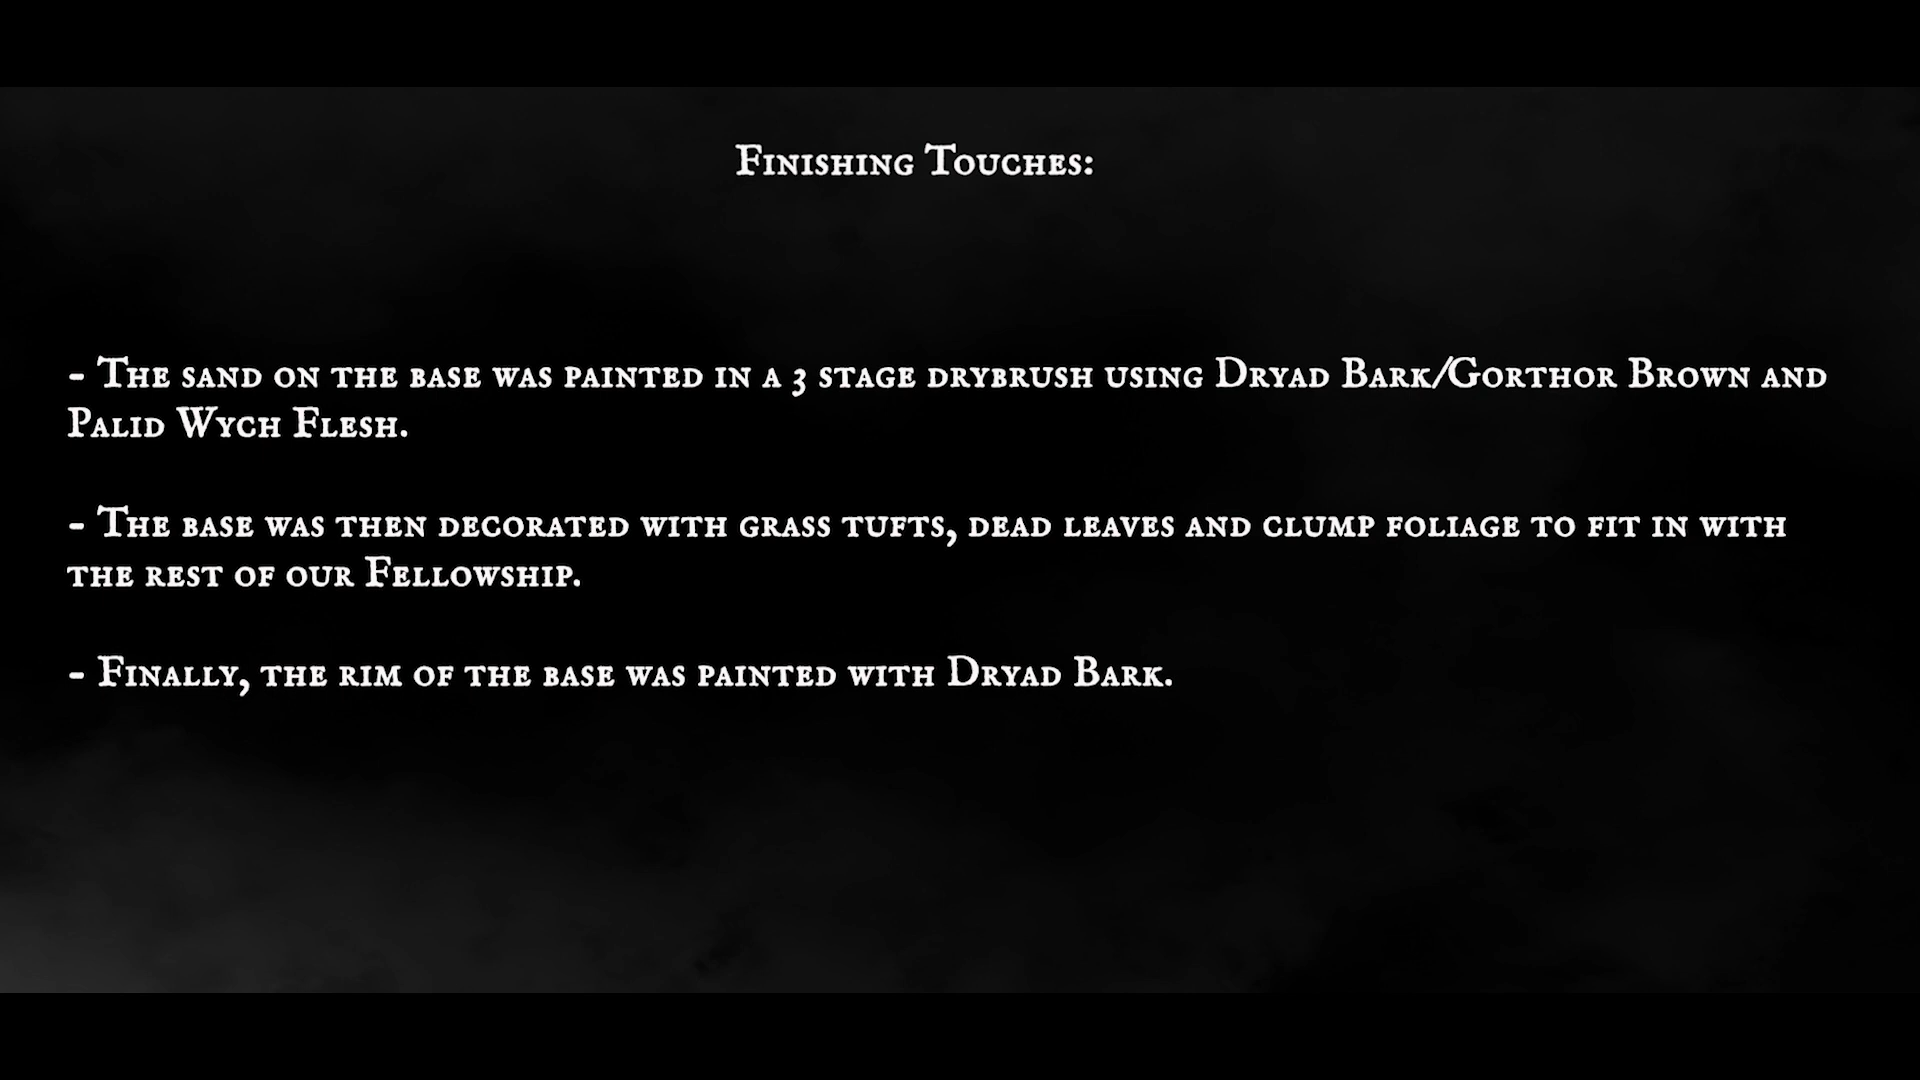 Finishing Touches:
- The sand on the base was painted in a 3 stage drybrush using Dryad Bark/Gorthor Brown and
Palid Wych Flesh.
- The base was then decorated with grass tufts, dead leaves and clump foliage to fit in with
the rest of our Fellowship.
- Finally, the rim of the base was painted with Dryad Bark.